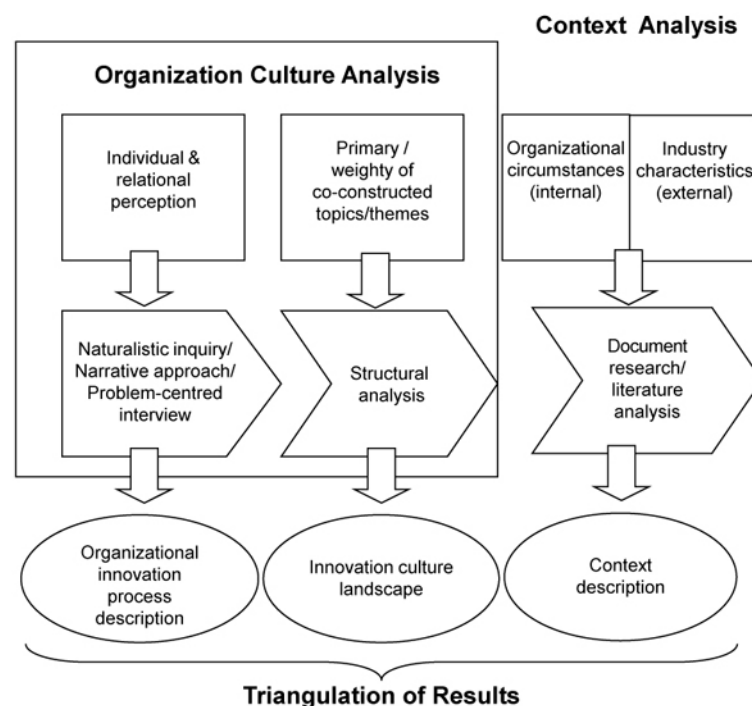 Context Analysis
Organization Culture Analysis
Individual &
relational
perception
Primary /
weighty of
co-constructed
topics/themes
Organizational
circumstances
(internal)
Industry
characteristics
(external)
Naturalistic inquiry/
Narrative approach/
Problem-centred
interview
Structural
analysis
Document
research/
literature
analysis
Organizational
innovation
process
description
Innovation culture
landscape
Context
description
Triangulation of Results